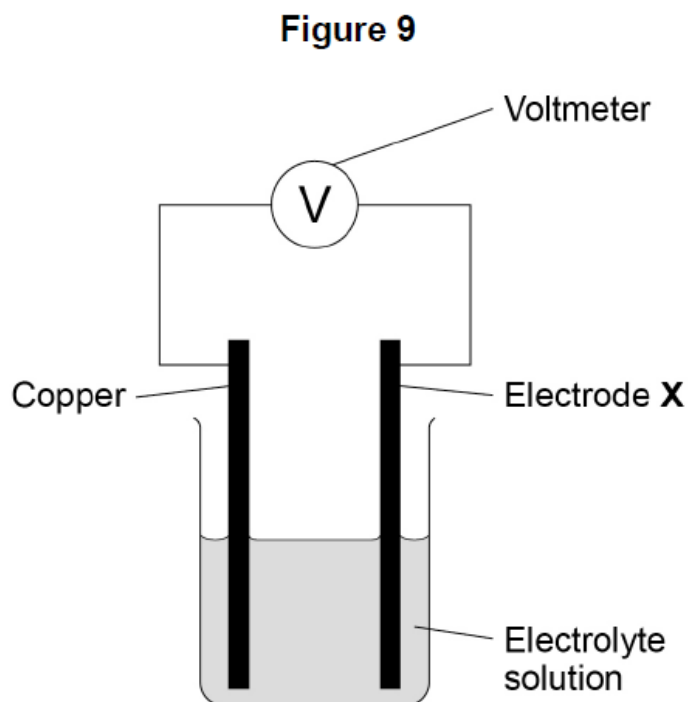 Figure 9
Voltmeter
V
Copper
Electrode X
Electrolyte
solution